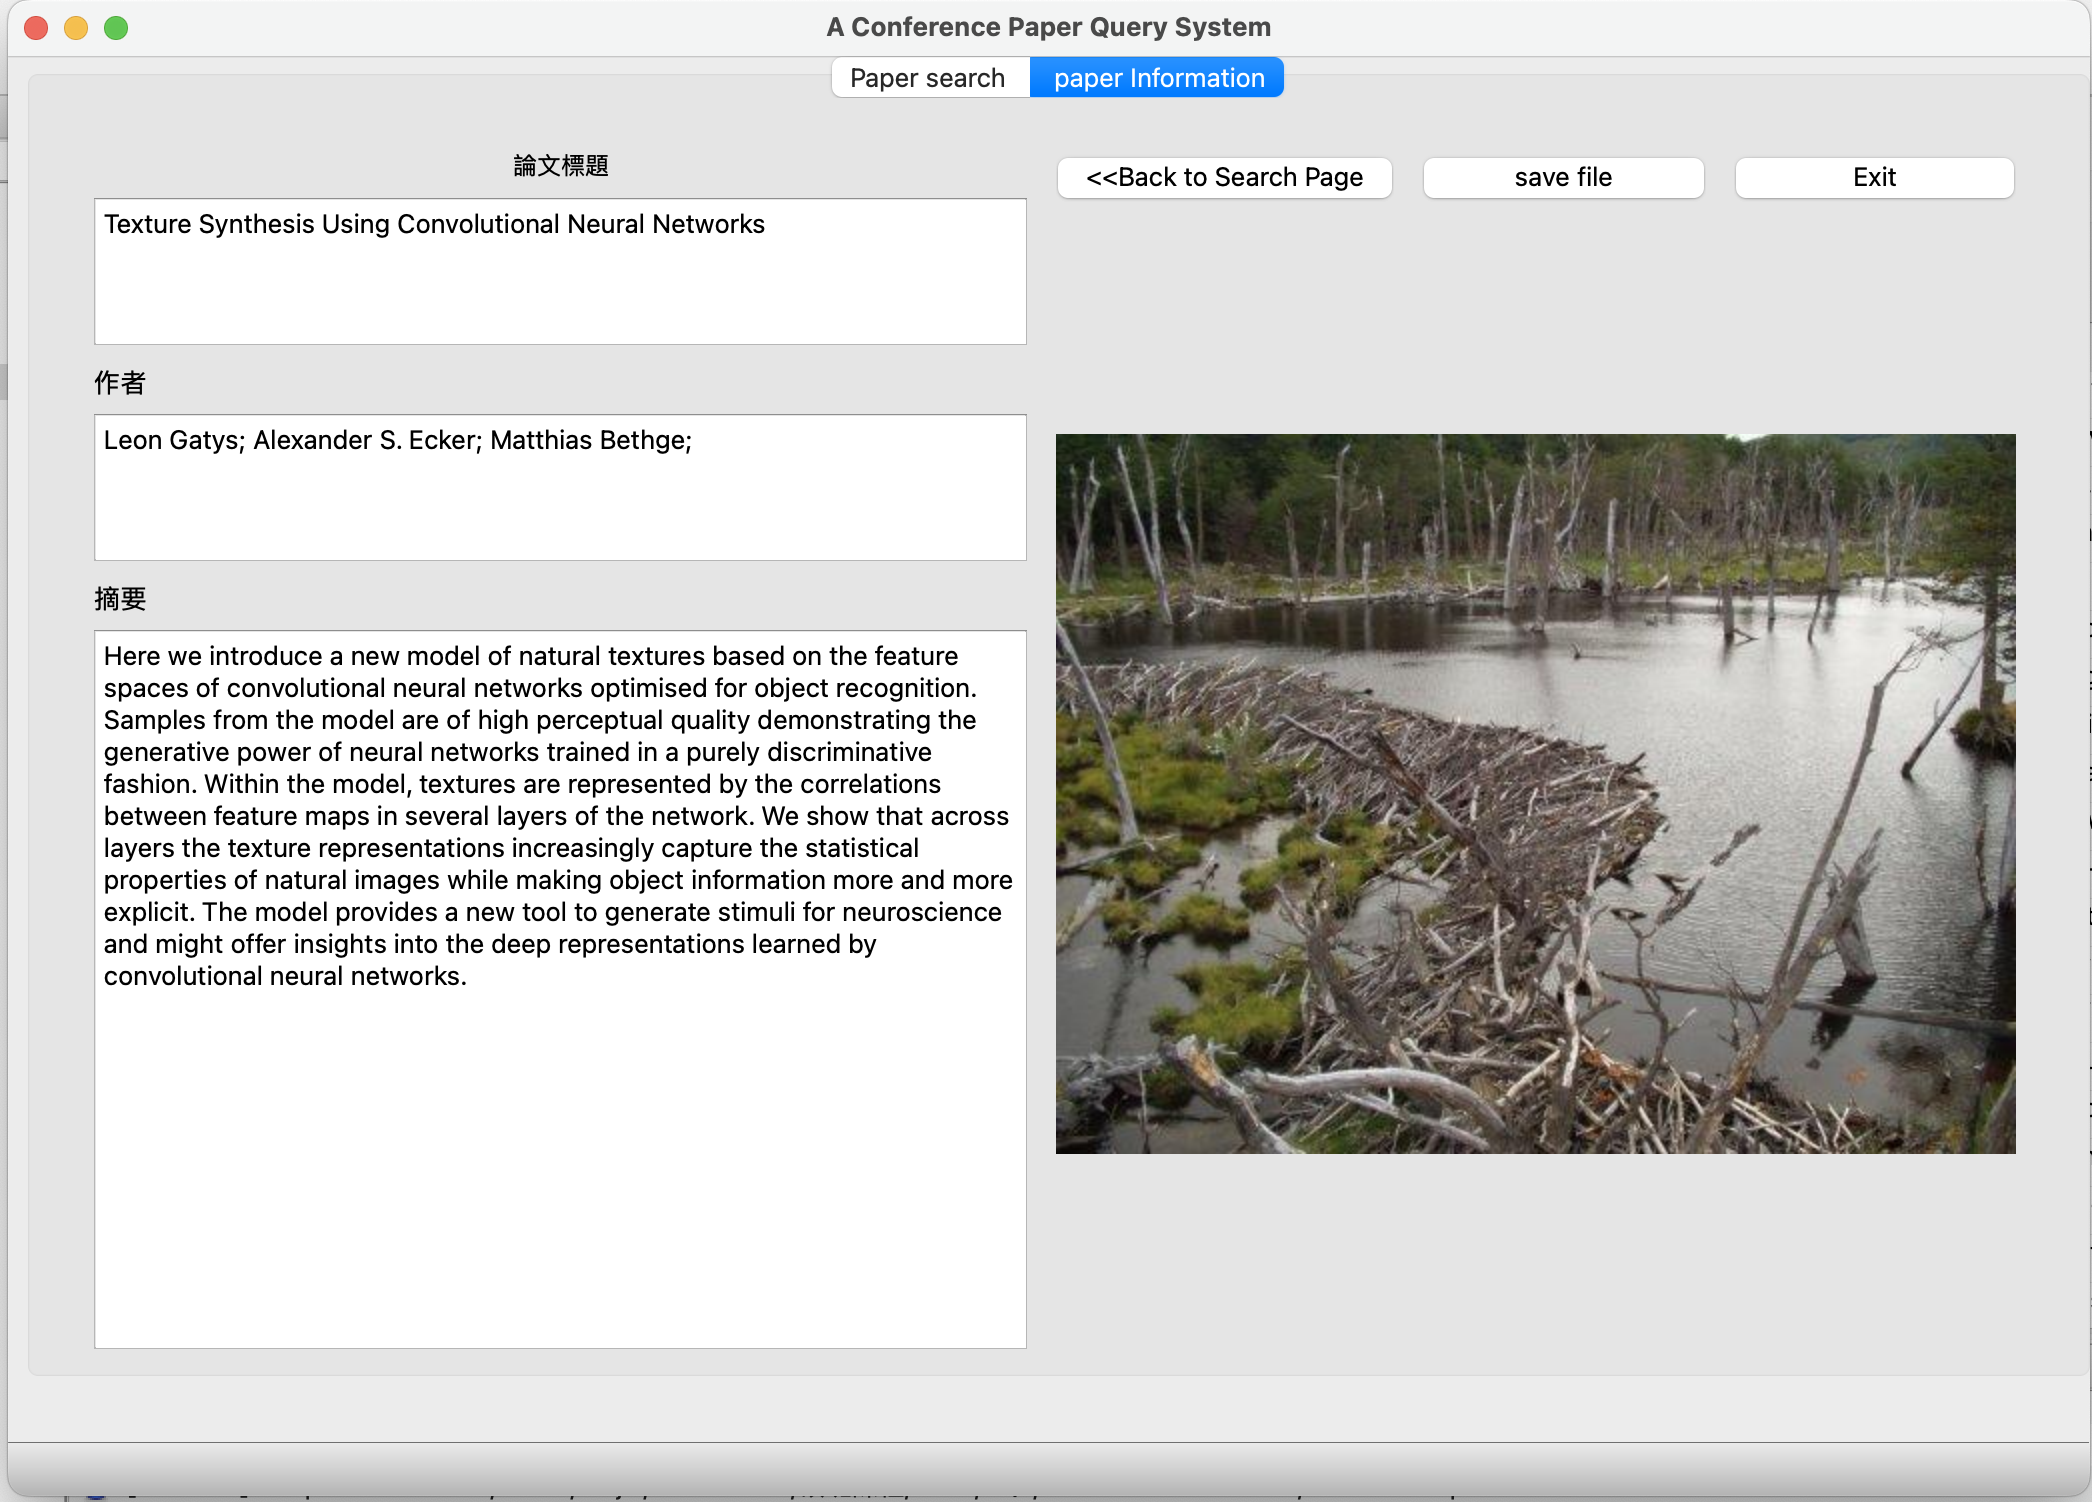 A Conference Paper Query System
Paper search
paper Information
論文標題
<<Back to Search Page
save file
Exit
Texture Synthesis Using Convolutional Neural Networks
作者
Leon Gatys; Alexander S. Ecker; Matthias Bethge;
摘要
Here we introduce a new model of natural textures based on the feature
spaces of convolutional neural networks optimised for object recognition.
Samples from the model are of high perceptual quality demonstrating the
generative power of neural networks trained in a purely discriminative
fashion. Within the model, textures are represented by the correlations
between feature maps in several layers of the network. We show that across
layers the texture representations increasingly capture the statistical
properties of natural images while making object information more and more
explicit. The model provides a new tool to generate stimuli for neuroscience
and might offer insights into the deep representations learned by
convolutional neural networks.